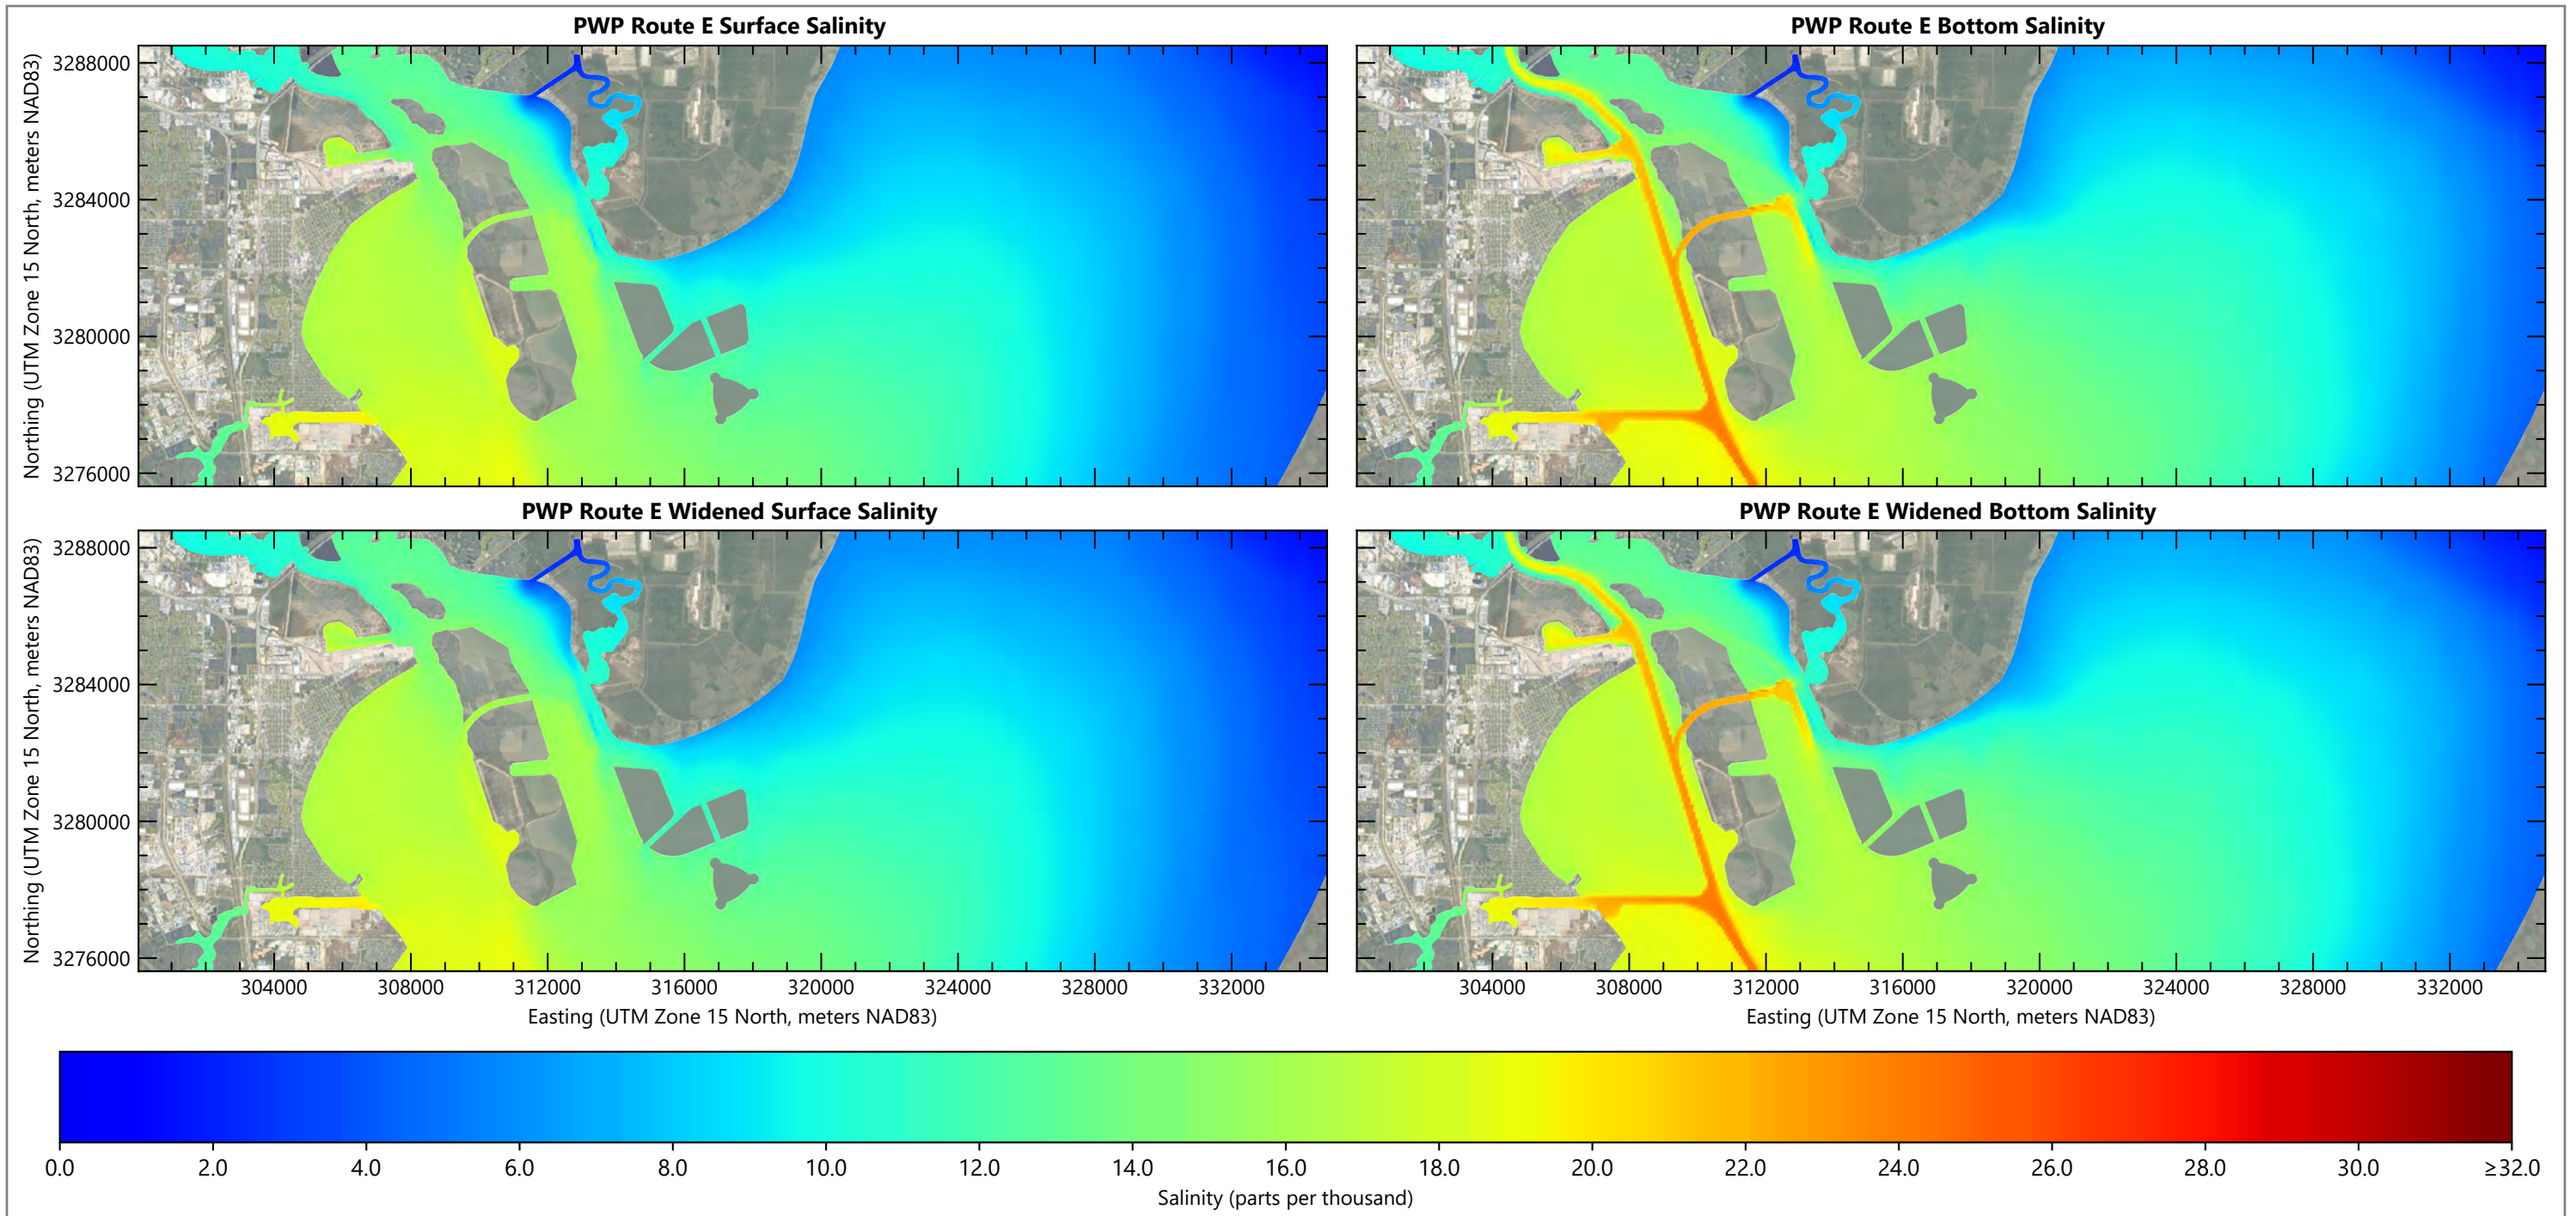 PWP Route E Surface Salinity
PWP Route E Bottom Salinity
Northing (UTM Zone 15 North, meters NAD83)
3288000
3284000
3280000
3276000
PWP Route E Widened Surface Salinity
PWP Route E Widened Bottom Salinity
Northing (UTM Zone 15 North, meters NAD83)
3288000
3284000
3280000
3276000
304000 308000 312000 316000 320000 324000 328000 332000
304000 308000 312000 316000 320000 324000 328000 332000
Easting (UTM Zone 15 North, meters NAD83)
Easting (UTM Zone 15 North, meters NAD83)
0.0 2.0 4.0 6.0 8.0 10.0 12.0 14.0 16.0 18.0 20.0 22.0 24.0 26.0 28.0 30.0 ≥32.0
Salinity (parts per thousand)